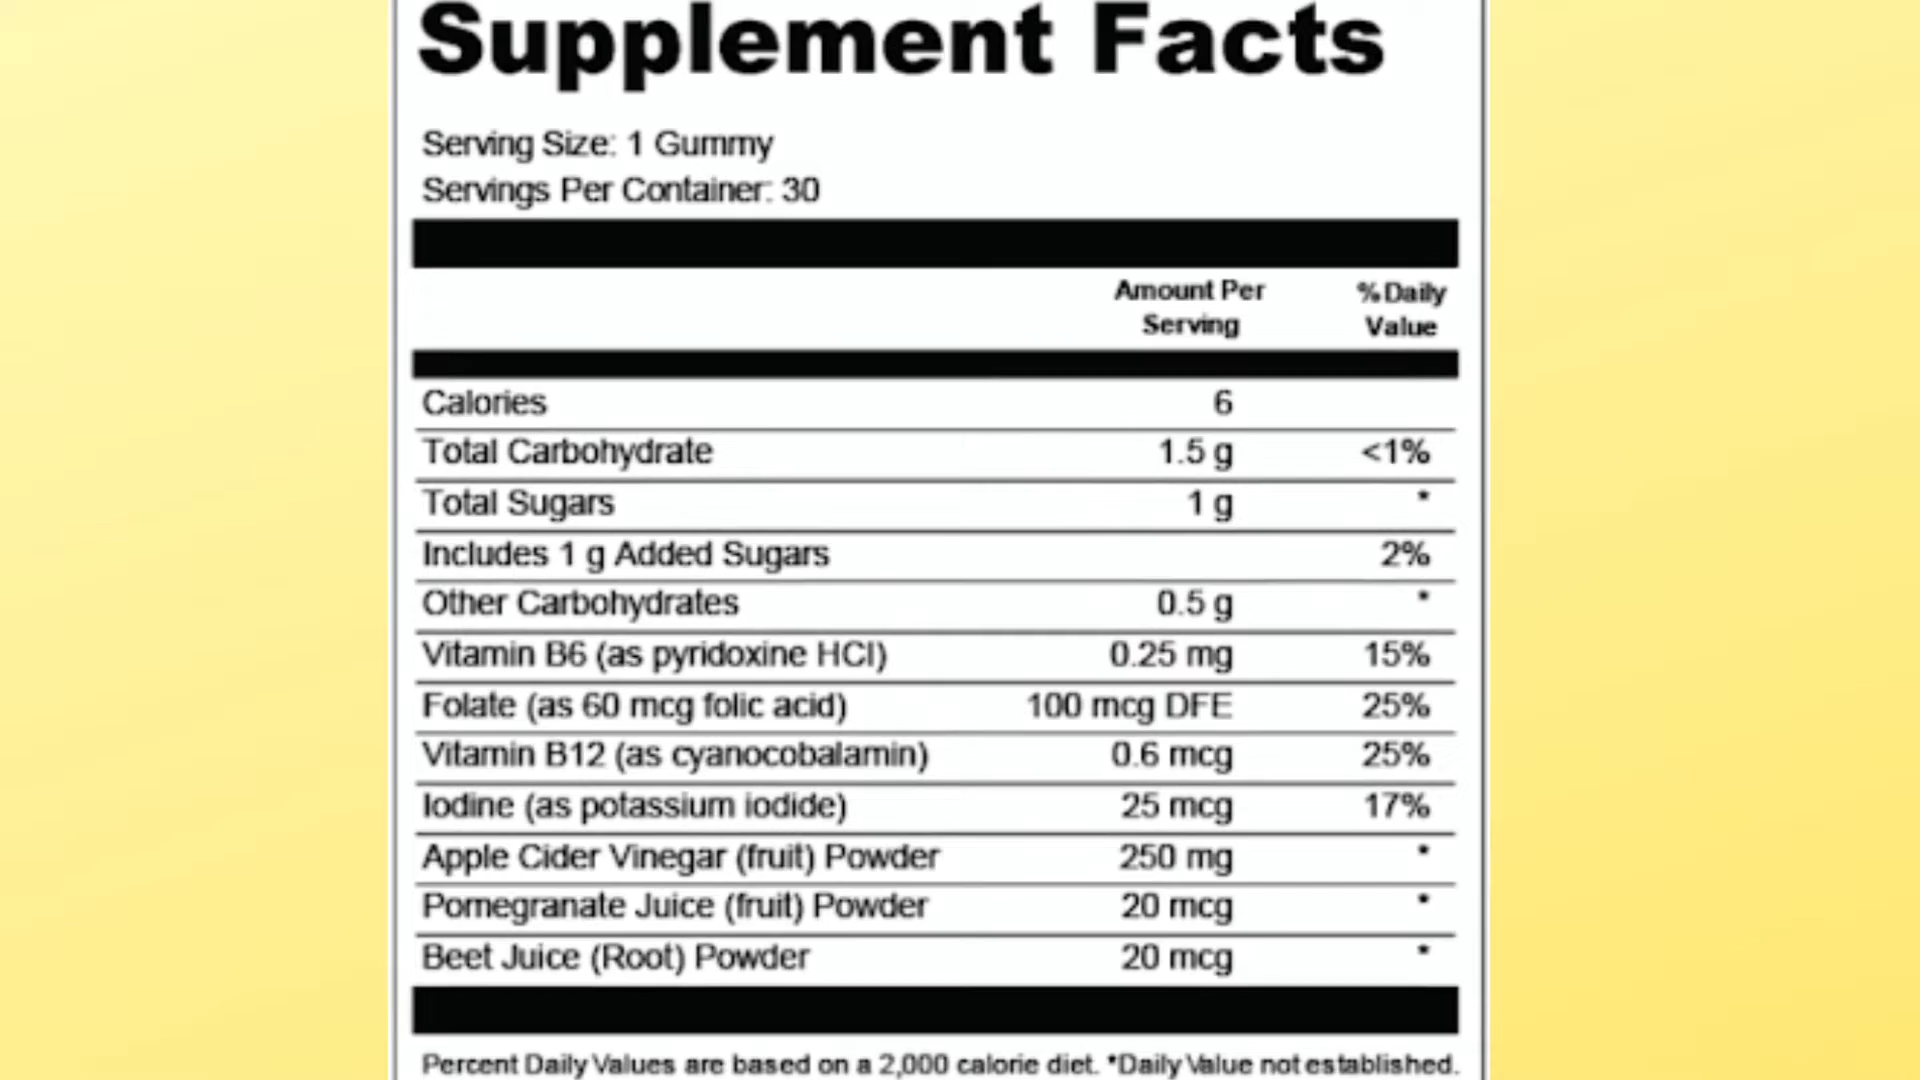 Supplement Facts
Serving Size: 1 Gummy
Servings Per Container: 30
Amount Per Serving % Daily Value
Calories 6
Total Carbohydrate 1.5 g <1%
Total Sugars 1 g *
Includes 1 g Added Sugars 2%
Other Carbohydrates 0.5 g *
Vitamin B6 (as pyridoxine HCl) 0.25 mg 15%
Folate (as 60 mcg folic acid) 100 mcg DFE 25%
Vitamin B12 (as cyanocobalamin) 0.6 mcg 25%
Iodine (as potassium iodide) 25 mcg 17%
Apple Cider Vinegar (fruit) Powder 250 mg *
Pomegranate Juice (fruit) Powder 20 mcg *
Beet Juice (Root) Powder 20 mcg *
Percent Daily Values are based on a 2,000 calorie diet. *Daily Value not established.